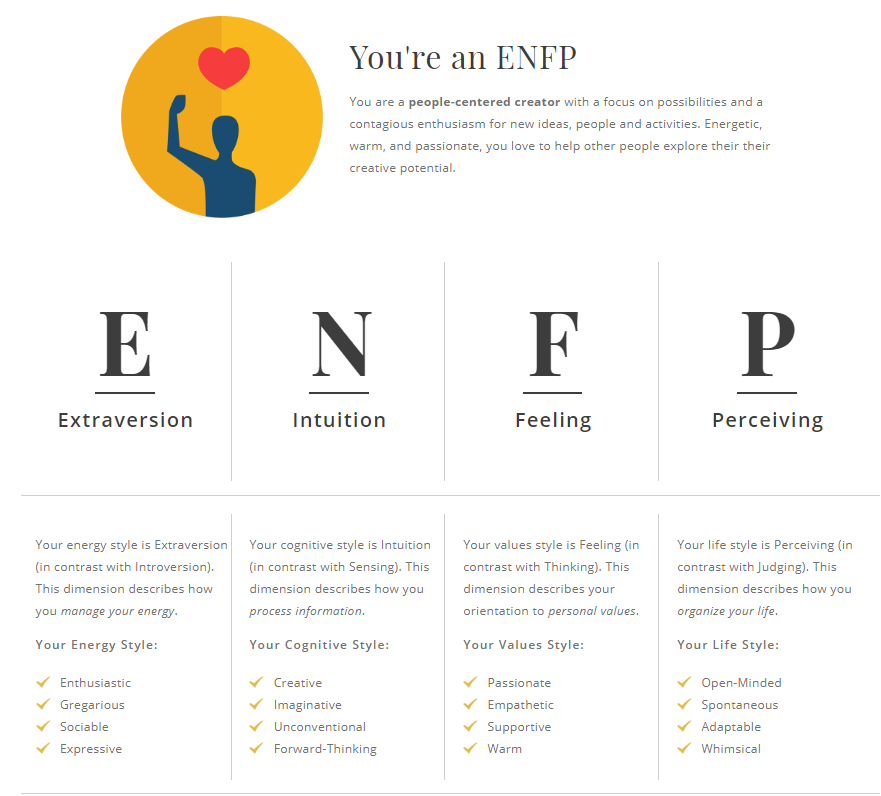 You're an ENFP
You are a people-centered creator with a focus on possibilities and a
contagious enthusiasm for new ideas, people and activities. Energetic,
warm, and passionate, you love to help other people explore their their
creative potential.
E
Extraversion
N
Intuition
F
Feeling
P
Perceiving
Your energy style is Extraversion
(in contrast with Introversion).
This dimension describes how
you manage your energy.
Your Energy Style:
Enthusiastic
Gregarious
Sociable
Expressive
Your cognitive style is Intuition
(in contrast with Sensing). This
dimension describes how you
process information.
Your Cognitive Style:
Creative
Imaginative
Unconventional
Forward-Thinking
Your values style is Feeling (in
contrast with Thinking). This
dimension describes your
orientation to personal values.
Your Values Style:
Passionate
Empathetic
Supportive
Warm
Your life style is Perceiving (in
contrast with Judging). This
dimension describes how you
organize your life.
Your Life Style:
Open-Minded
Spontaneous
Adaptable
Whimsical